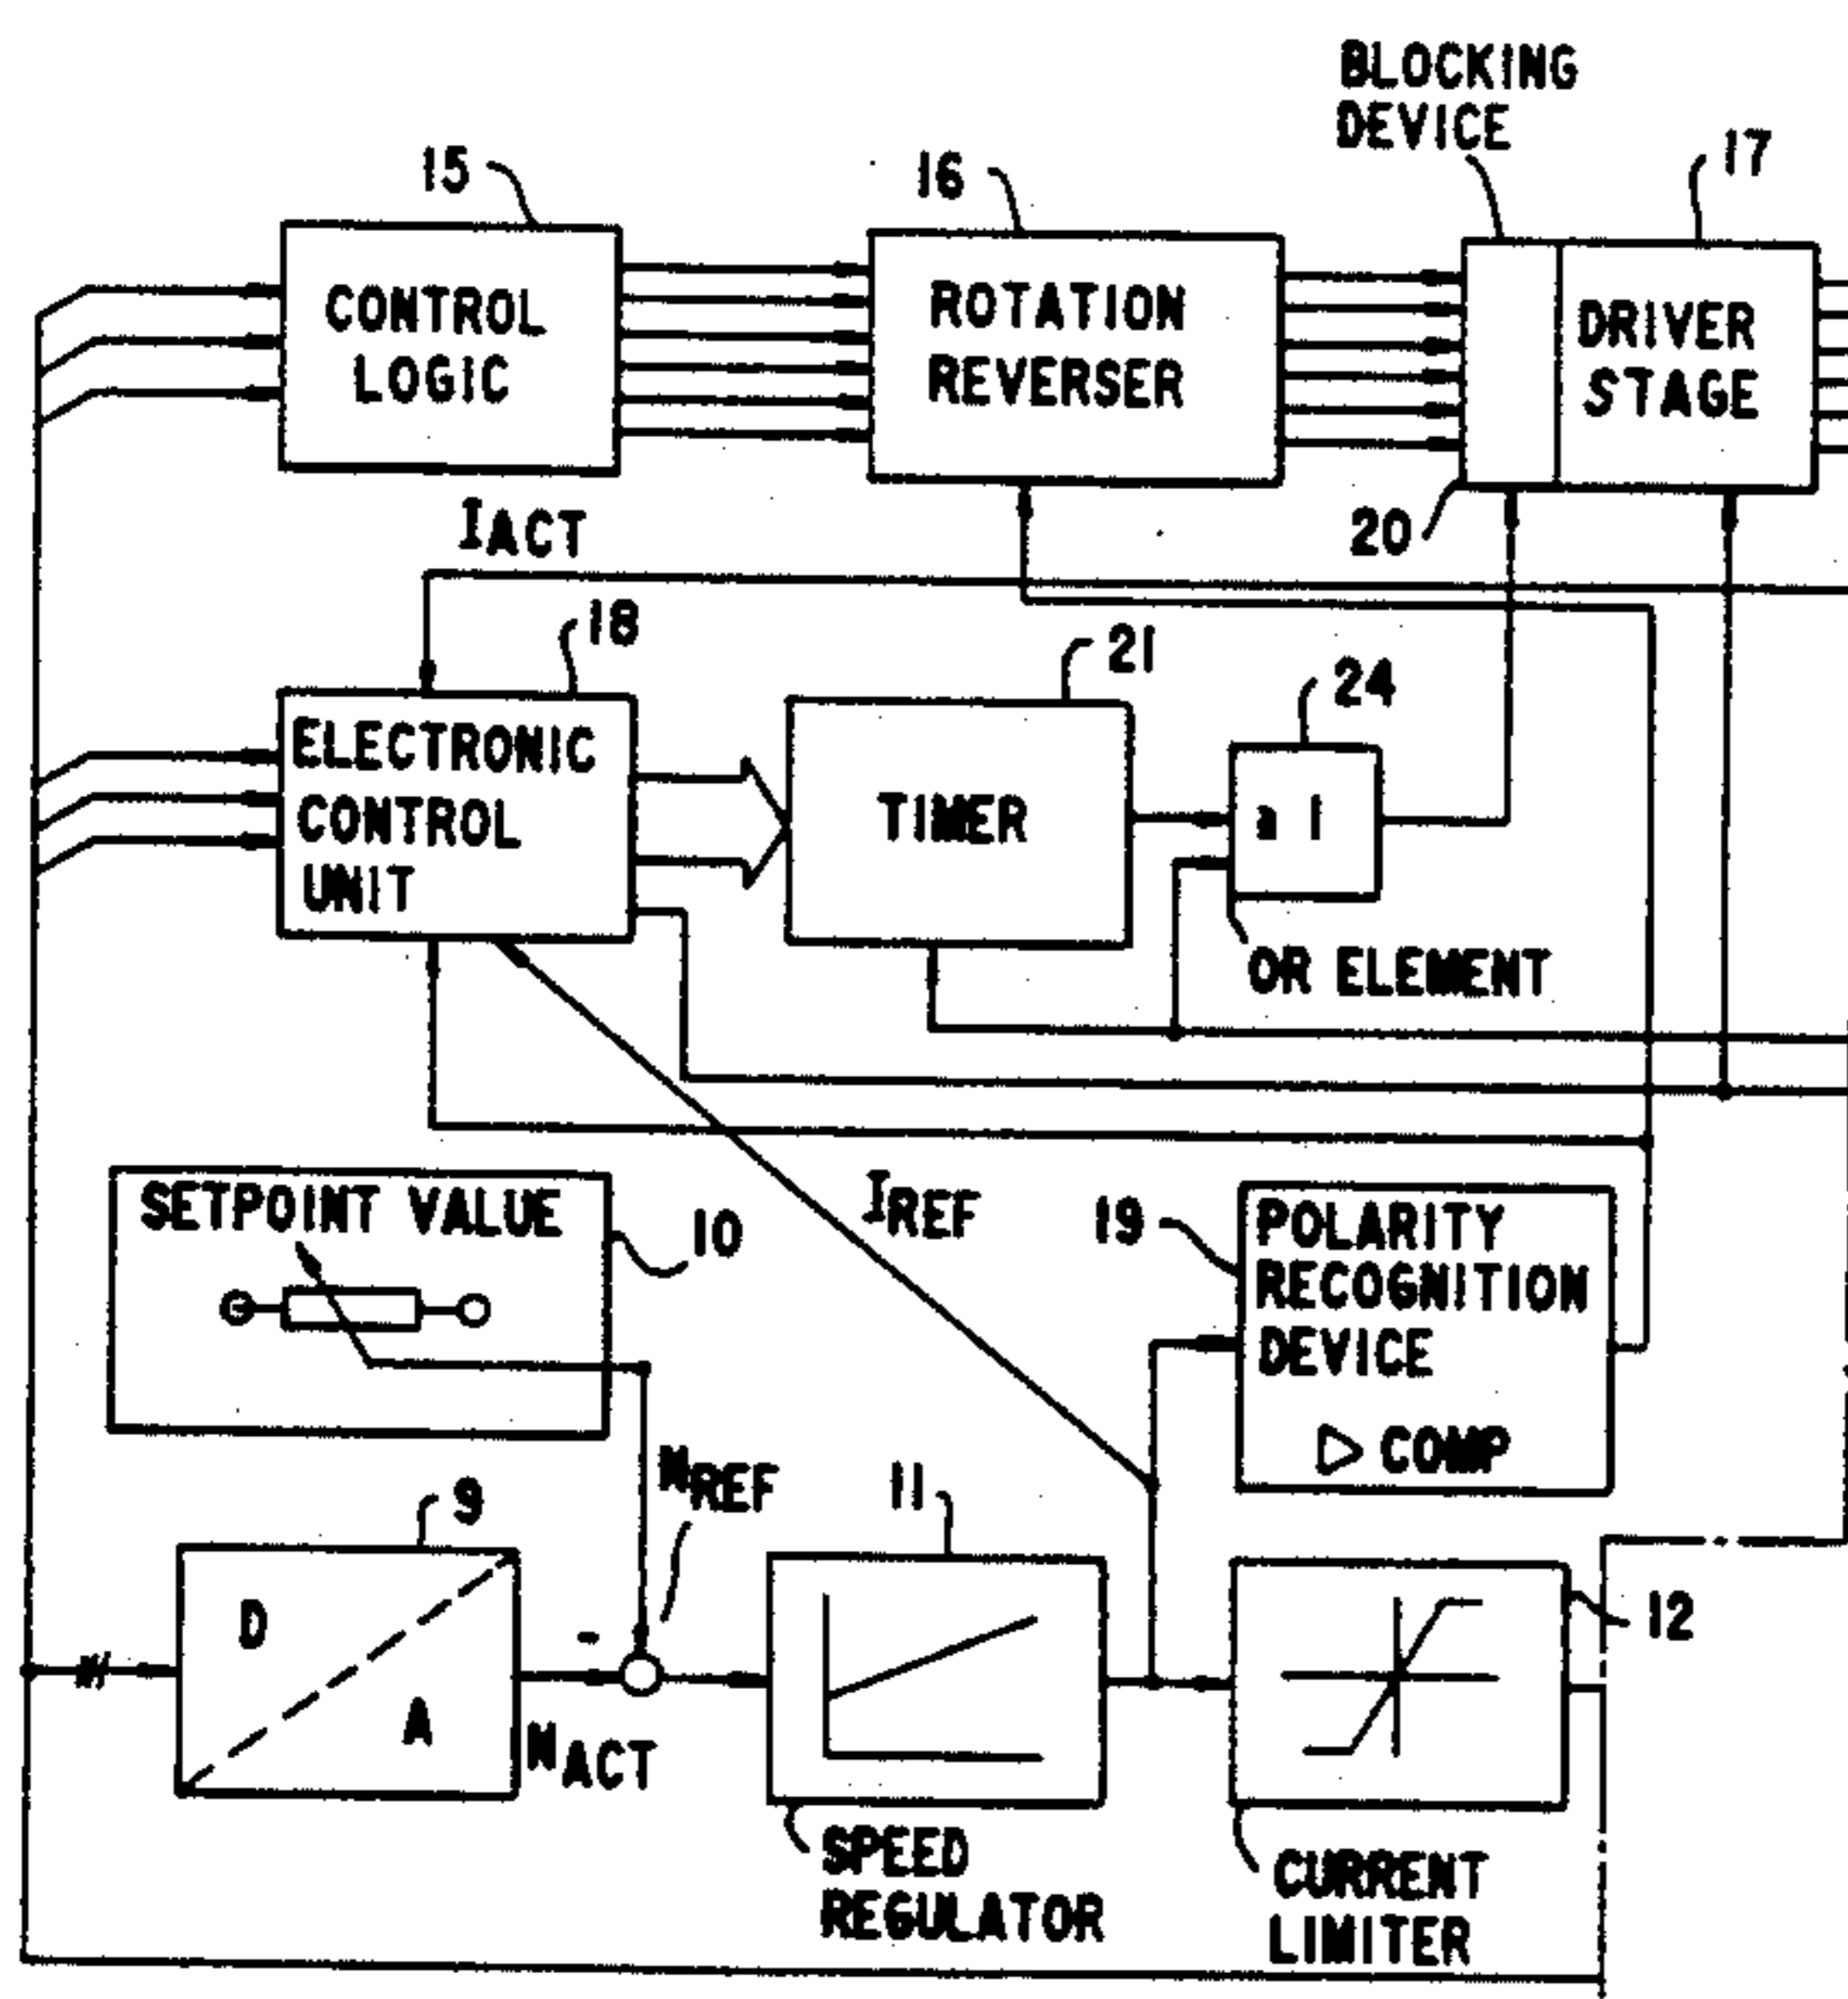 BLOCKING
DEVICE
15
16
17
CONTROL
LOGIC
ROTATION
REVERSER
DRIVER
STAGE
20
IACT
18
21
24
ELECTRONIC
CONTROL
UNIT
TIMER
OR ELEMENT
SETPOINT VALUE
10
IREF
19
POLARITY
RECOGNITION
DEVICE
COMP
NREF
9
11
12
D
A
-
NACT
SPEED
REGULATOR
CURRENT
LIMITER